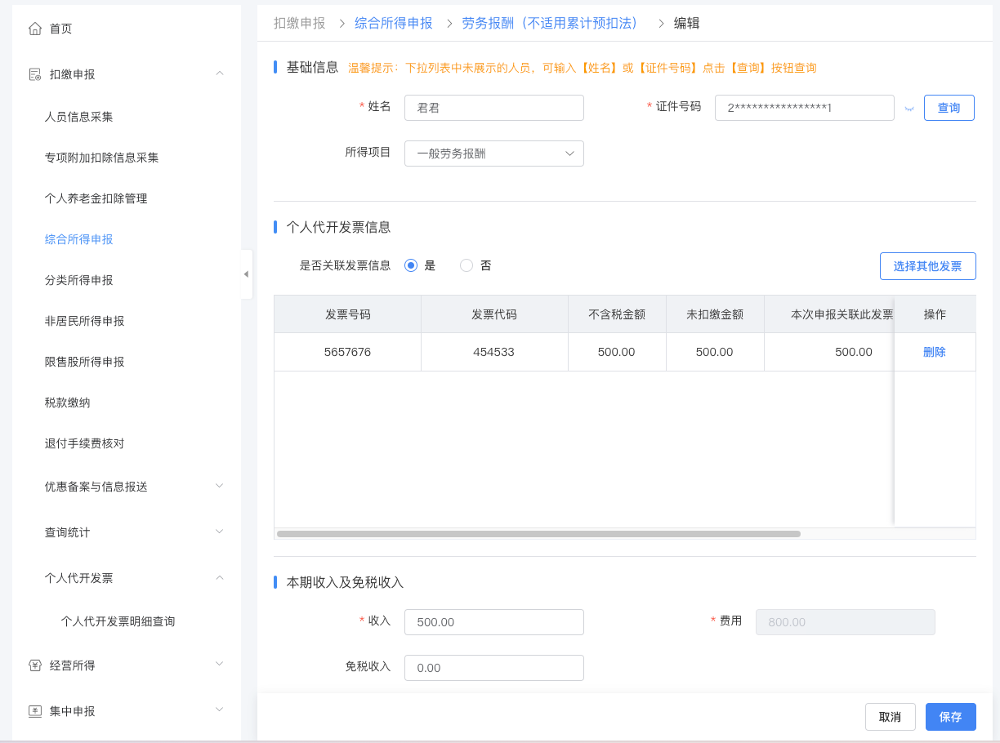 首页
扣缴申报
人员信息采集
专项附加扣除信息采集
个人养老金扣除管理
综合所得申报
分类所得申报
非居民所得申报
限售股所得申报
税款缴纳
退付手续费核对
优惠备案与信息报送
查询统计
个人代开发票
个人代开发票明细查询
经营所得
集中申报
扣缴申报 > 综合所得申报 > 劳务报酬（不适用累计预扣法） > 编辑
基础信息 温馨提示：下拉列表中未展示的人员，可输入【姓名】或【证件号码】点击【查询】按钮查询
* 姓名 君君 * 证件号码 2****************1 查询
所得项目 一般劳务报酬
个人代开发票信息
是否关联发票信息 是 否 选择其他发票
发票号码 发票代码 不含税金额 未扣缴金额 本次申报关联此发票 操作
5657676 454533 500.00 500.00 500.00 删除
本期收入及免税收入
* 收入 500.00 * 费用 800.00
免税收入 0.00
取消 保存